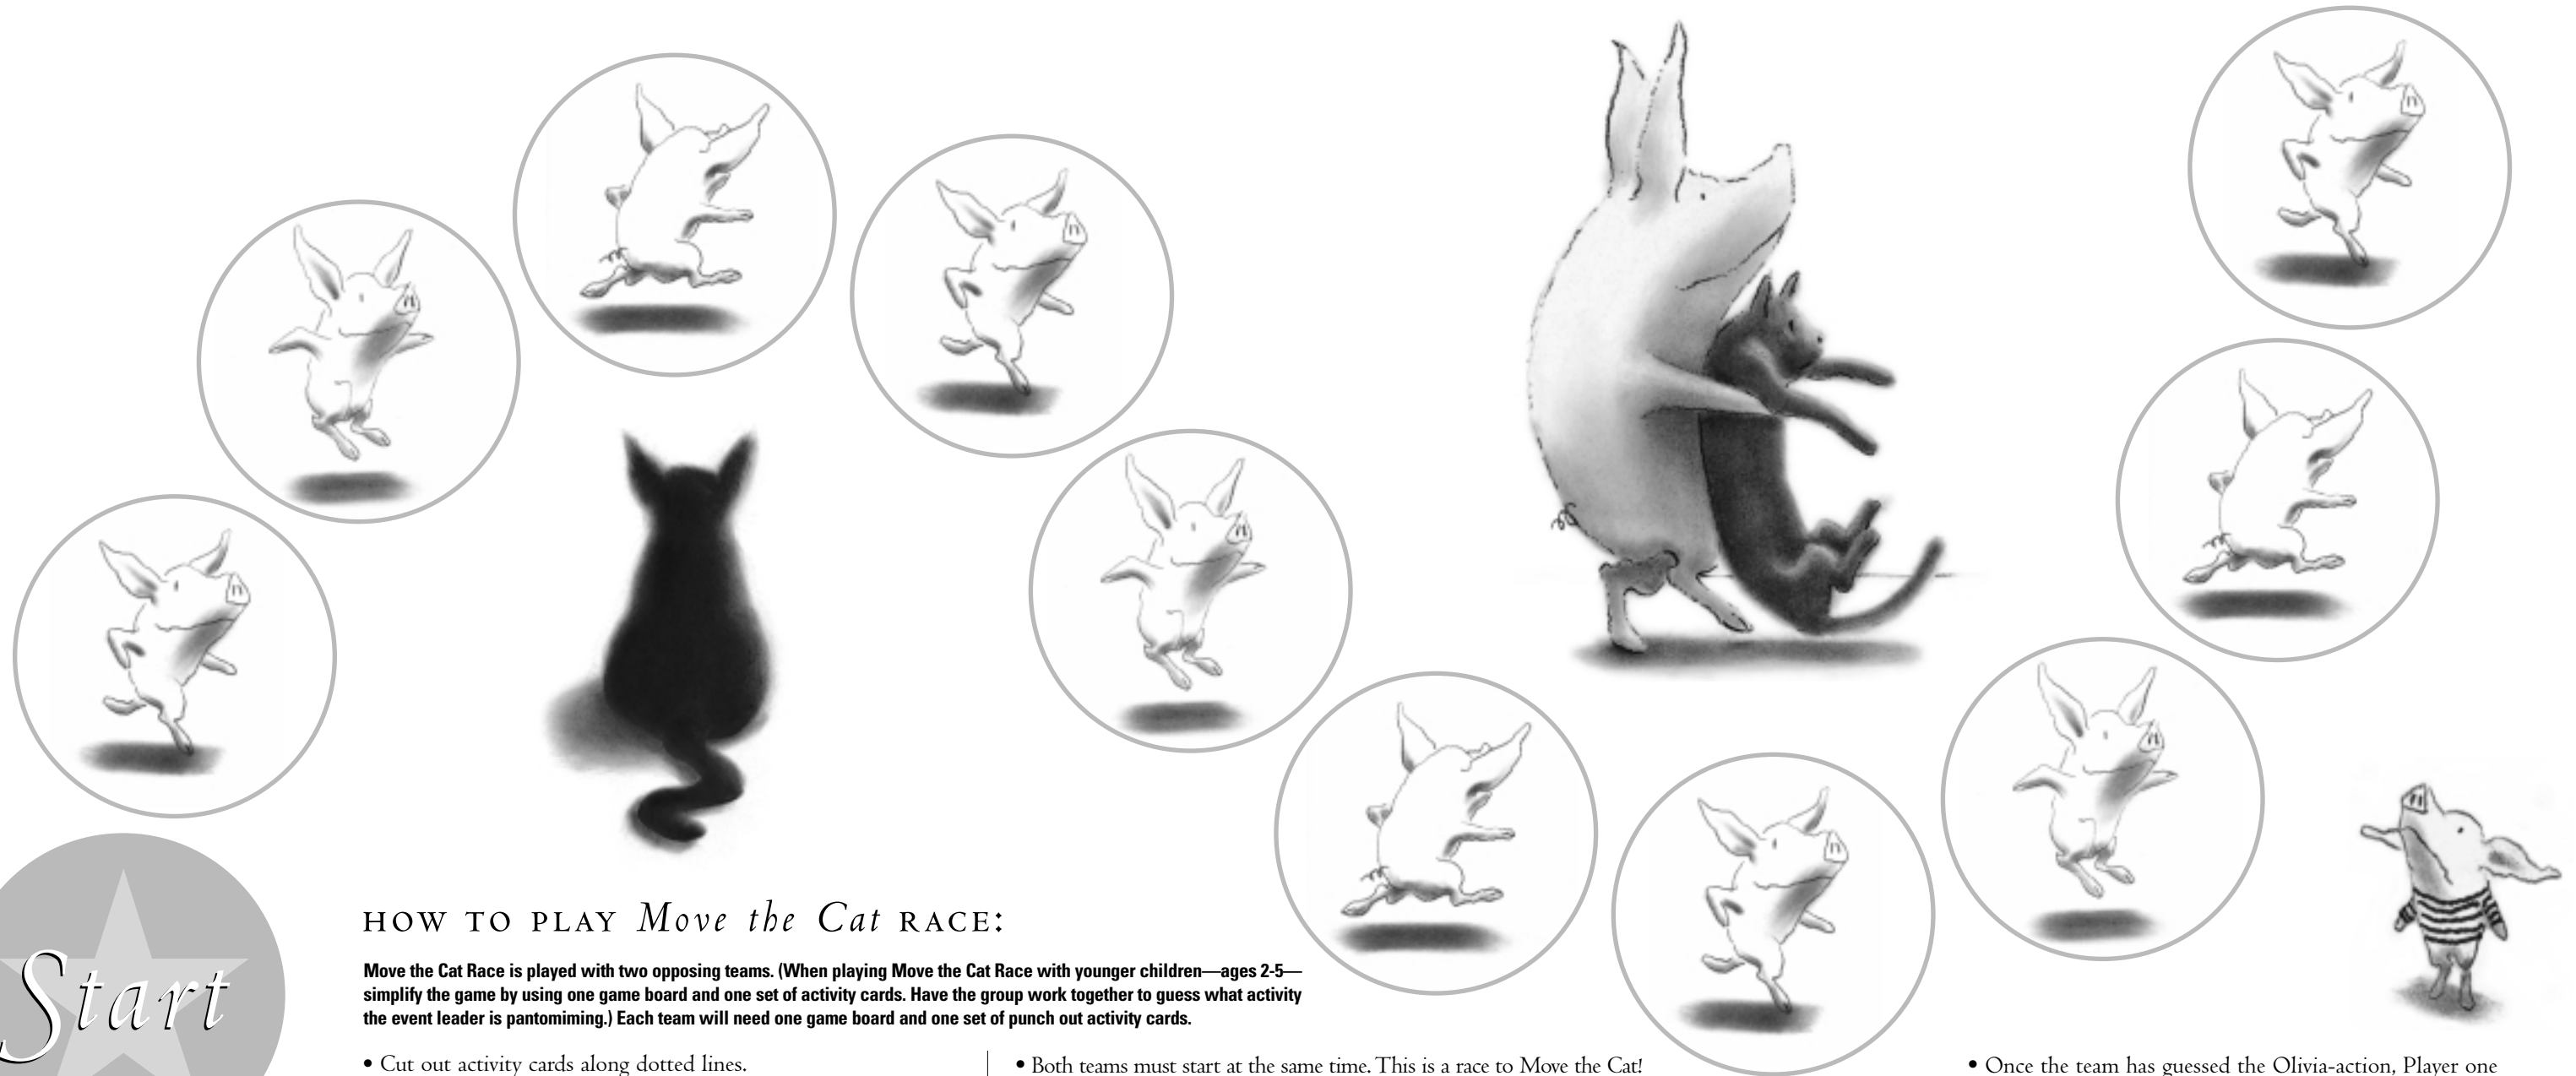 HOW TO PLAY Move the Cat RACE:
Move the Cat Race is played with two opposing teams. (When playing Move the Cat Race with younger children—ages 2-5—
simplify the game by using one game board and one set of activity cards. Have the group work together to guess what activity
the event leader is pantomiming.) Each team will need one game board and one set of punch out activity cards.
Start
• Cut out activity cards along dotted lines.
• Both teams must start at the same time. This is a race to Move the Cat!
• Once the team has guessed the Olivia-action, Player one